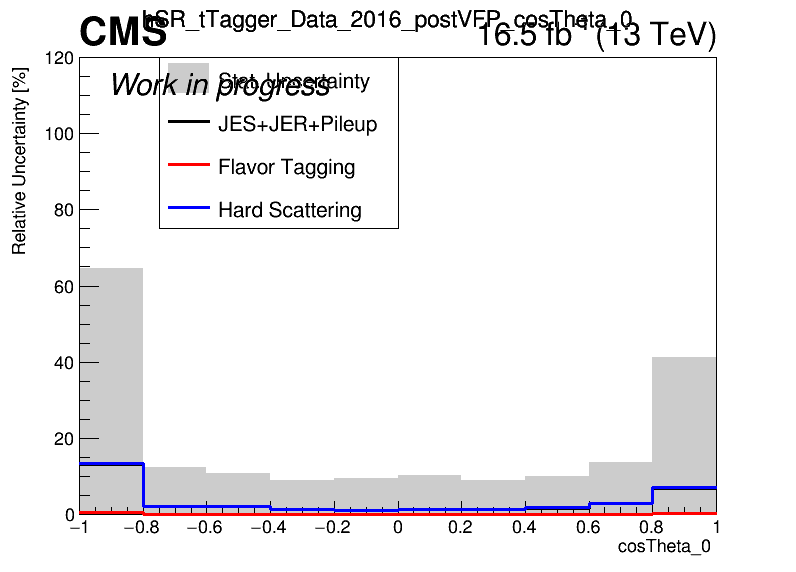 hSR_tTagger_Data_2016_postVFP_cosTheta_0
CMS
16.5 fb⁻¹ (13 TeV)
Work in progress
Stat. Uncertainty
JES+JER+Pileup
Flavor Tagging
Hard Scattering
Relative Uncertainty [%]
120
100
80
60
40
20
0
−1 −0.8 −0.6 −0.4 −0.2 0 0.2 0.4 0.6 0.8 1
cosTheta_0